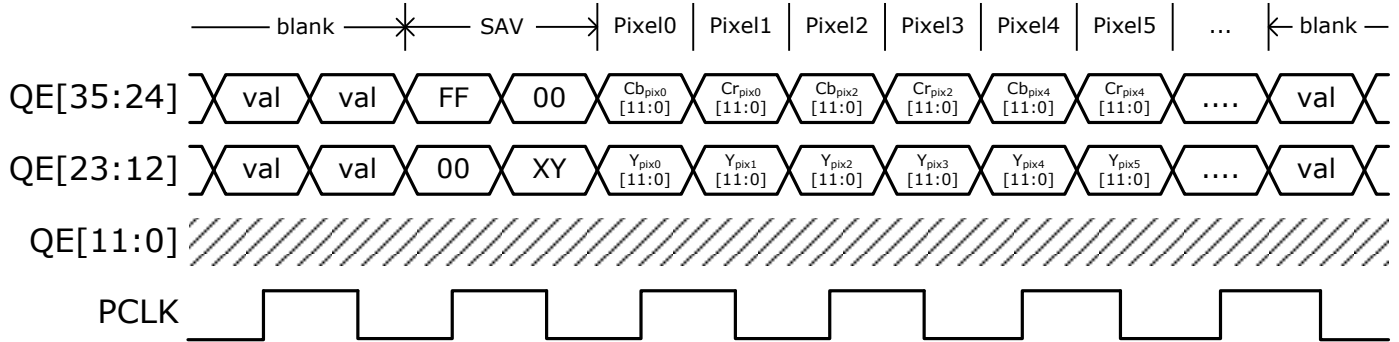 blank SAV Pixel0 Pixel1 Pixel2 Pixel3 Pixel4 Pixel5 ... blank
QE[35:24] val val FF 00 Cbpix0 [11:0] Crpix0 [11:0] Cbpix2 [11:0] Crpix2 [11:0] Cbpix4 [11:0] Crpix4 [11:0] .... val
QE[23:12] val val 00 XY Ypix0 [11:0] Ypix1 [11:0] Ypix2 [11:0] Ypix3 [11:0] Ypix4 [11:0] Ypix5 [11:0] .... val
QE[11:0]
PCLK